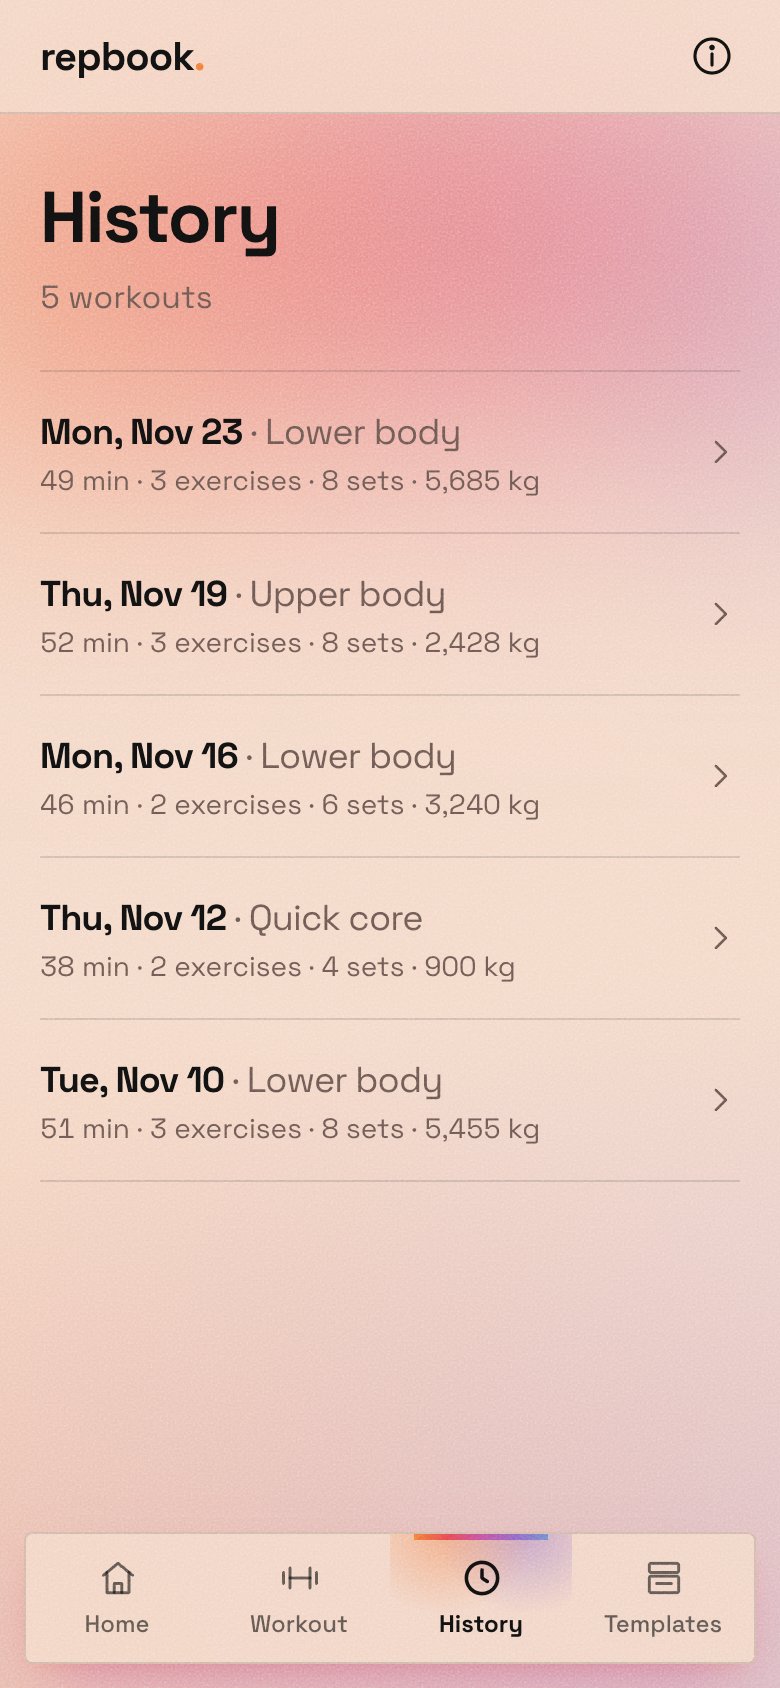 repbook.
History
5 workouts
Mon, Nov 23 · Lower body
49 min · 3 exercises · 8 sets · 5,685 kg
Thu, Nov 19 · Upper body
52 min · 3 exercises · 8 sets · 2,428 kg
Mon, Nov 16 · Lower body
46 min · 2 exercises · 6 sets · 3,240 kg
Thu, Nov 12 · Quick core
38 min · 2 exercises · 4 sets · 900 kg
Tue, Nov 10 · Lower body
51 min · 3 exercises · 8 sets · 5,455 kg
Home Workout History Templates